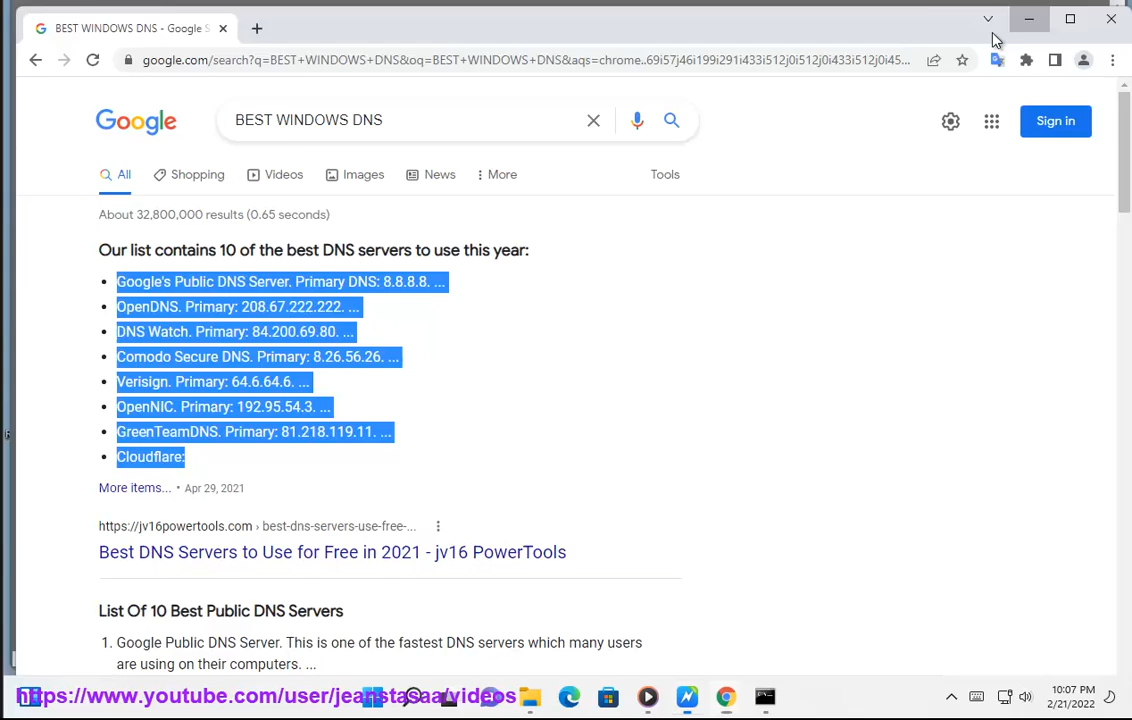 BEST WINDOWS DNS - Google S
google.com/search?q=BEST+WINDOWS+DNS&oq=BEST+WINDOWS+DNS&aqs=chrome..69i57j46i199i291i433i512j0i512j0i433i512j0i45...
Google
BEST WINDOWS DNS
Sign in
All
Shopping
Videos
Images
News
More
Tools
About 32,800,000 results (0.65 seconds)
Our list contains 10 of the best DNS servers to use this year:
• Google's Public DNS Server. Primary DNS: 8.8.8.8. ...
• OpenDNS. Primary: 208.67.222.222. ...
• DNS Watch. Primary: 84.200.69.80. ...
• Comodo Secure DNS. Primary: 8.26.56.26. ...
• Verisign. Primary: 64.6.64.6. ...
• OpenNIC. Primary: 192.95.54.3. ...
• GreenTeamDNS. Primary: 81.218.119.11. ...
• Cloudflare:
More items... • Apr 29, 2021
https://jv16powertools.com › best-dns-servers-use-free-...
Best DNS Servers to Use for Free in 2021 - jv16 PowerTools
List Of 10 Best Public DNS Servers
1. Google Public DNS Server. This is one of the fastest DNS servers which many users
are using on their computers. ...
https://www.youtube.com/user/jeanstasaa/videos
10:07 PM
2/21/2022